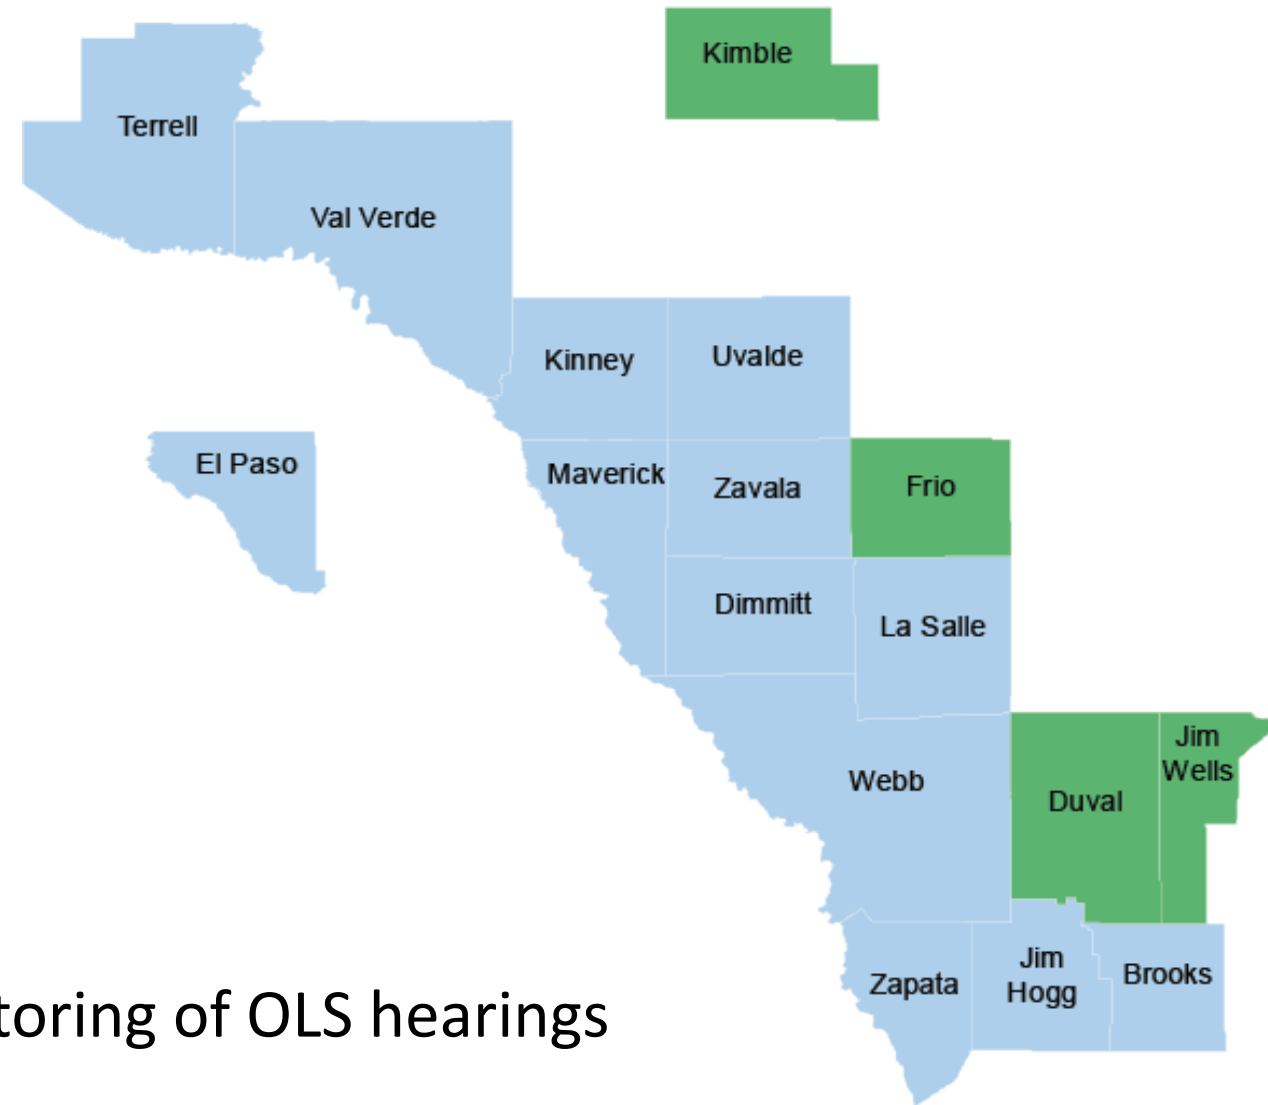 Kimble
Terrell
Val Verde
Kinney
Uvalde
El Paso
Maverick
Zavala
Frio
Dimmitt
La Salle
Jim
Wells
Webb
Duval
Zapata
Jim
Hogg
Brooks
toring of OLS hearings